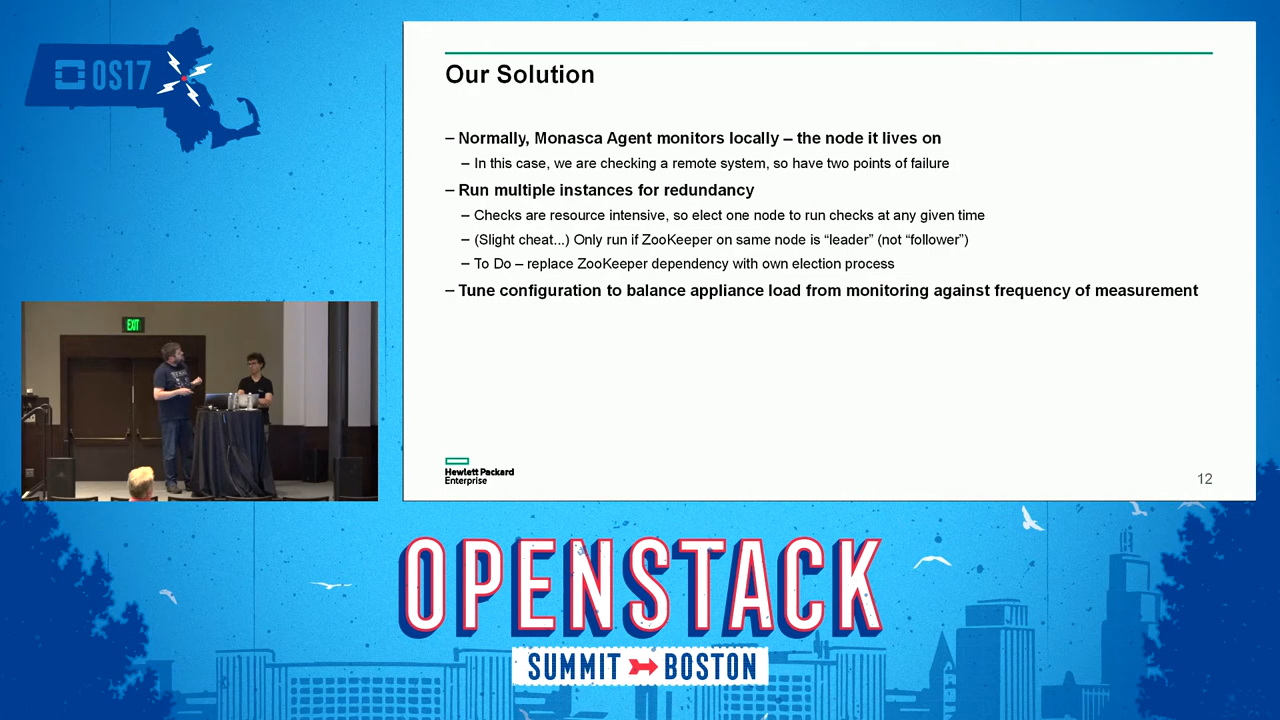 OS17
Our Solution
– Normally, Monasca Agent monitors locally – the node it lives on
– In this case, we are checking a remote system, so have two points of failure
– Run multiple instances for redundancy
– Checks are resource intensive, so elect one node to run checks at any given time
– (Slight cheat...) Only run if ZooKeeper on same node is “leader” (not “follower”)
– To Do – replace ZooKeeper dependency with own election process
– Tune configuration to balance appliance load from monitoring against frequency of measurement
Hewlett Packard
Enterprise
12
EXIT
OPENSTACK
SUMMIT BOSTON